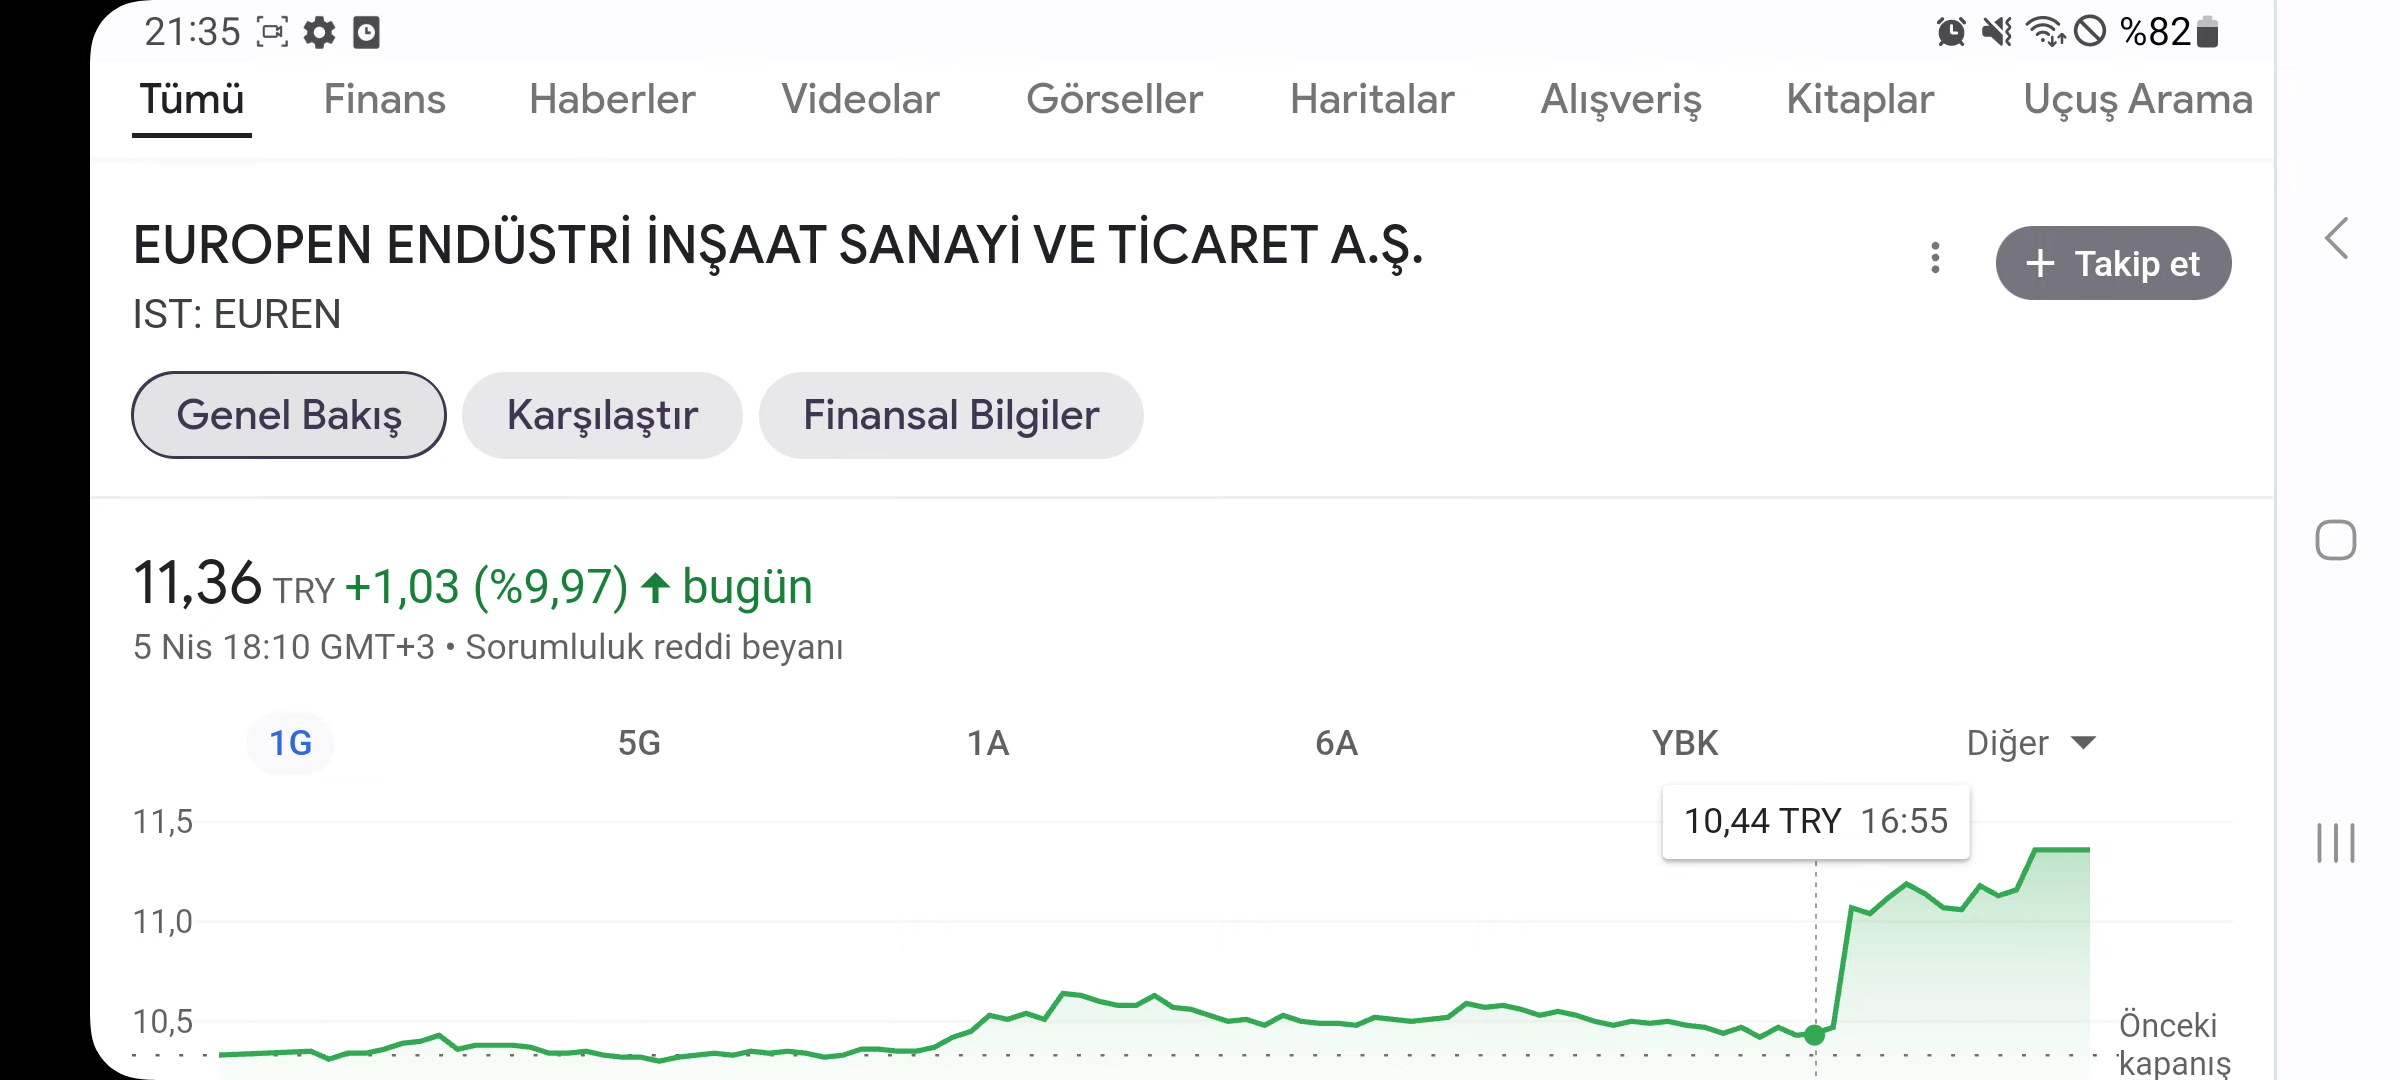 21:35 %82
Tümü Finans Haberler Videolar Görseller Haritalar Alışveriş Kitaplar Uçuş Arama
EUROPEN ENDÜSTRİ İNŞAAT SANAYİ VE TİCARET A.Ş.
+ Takip et
IST: EUREN
Genel Bakış Karşılaştır Finansal Bilgiler
11,36 TRY +1,03 (%9,97) ↑ bugün
5 Nis 18:10 GMT+3 • Sorumluluk reddi beyanı
1G 5G 1A 6A YBK Diğer
10,44 TRY 16:55
11,5
11,0
10,5
Önceki
kapanış